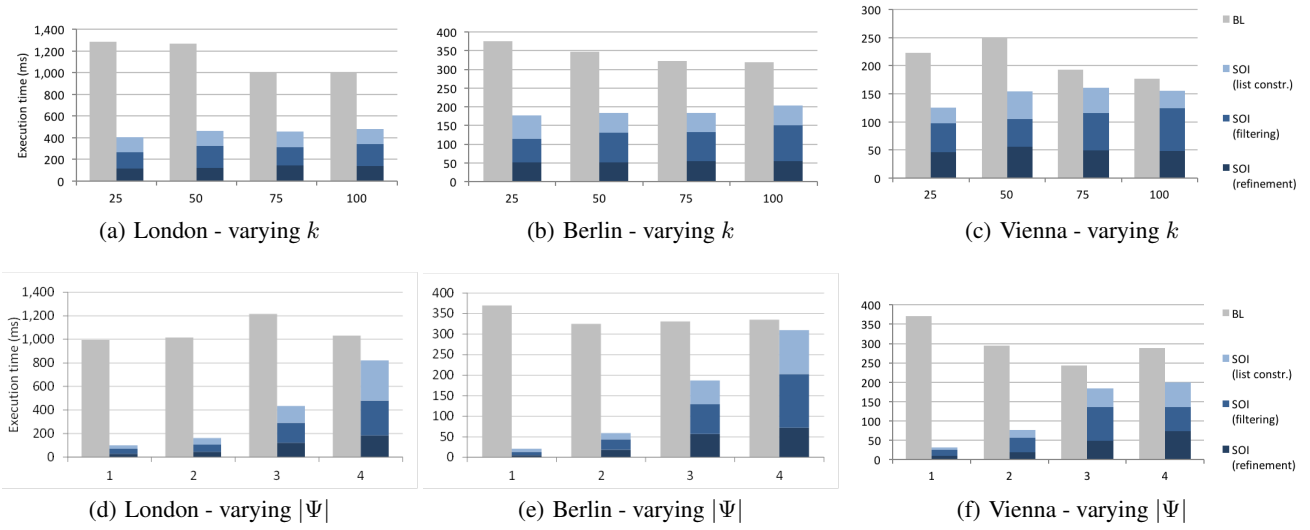 Execution time (ms)
1,400
1,200
1,000
800
600
400
200
0
25 50 75 100
(a) London - varying k
400
350
300
250
200
150
100
50
0
25 50 75 100
(b) Berlin - varying k
300
250
200
150
100
50
0
25 50 75 100
(c) Vienna - varying k
BL
SOI
(list constr.)
SOI
(filtering)
SOI
(refinement)
Execution time (ms)
1,400
1,200
1,000
800
600
400
200
0
1 2 3 4
(d) London - varying |Ψ|
400
350
300
250
200
150
100
50
0
1 2 3 4
(e) Berlin - varying |Ψ|
400
350
300
250
200
150
100
50
0
1 2 3 4
(f) Vienna - varying |Ψ|
BL
SOI
(list constr.)
SOI
(filtering)
SOI
(refinement)